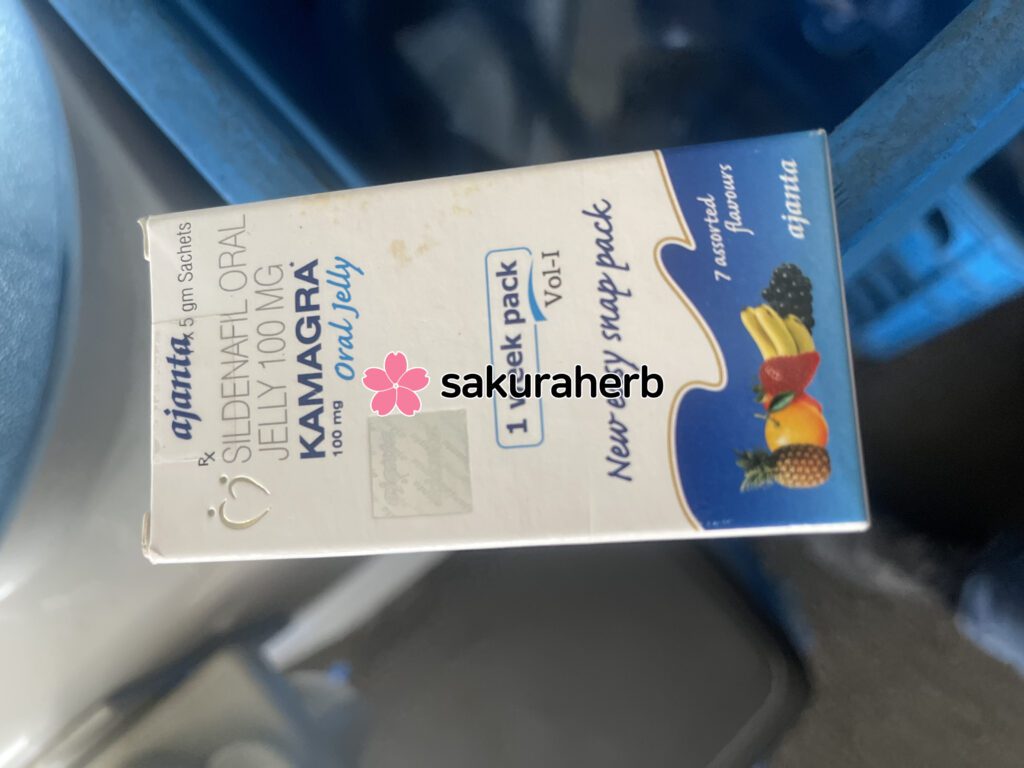 ajanta
x 5 gm Sachets
Rx
SILDENAFIL ORAL
JELLY 100 MG
KAMAGRA*
100 mg Oral Jelly
1 week pack
Vol-I
New easy snap pack
7 assorted
flavours
ajanta
sakuraherb